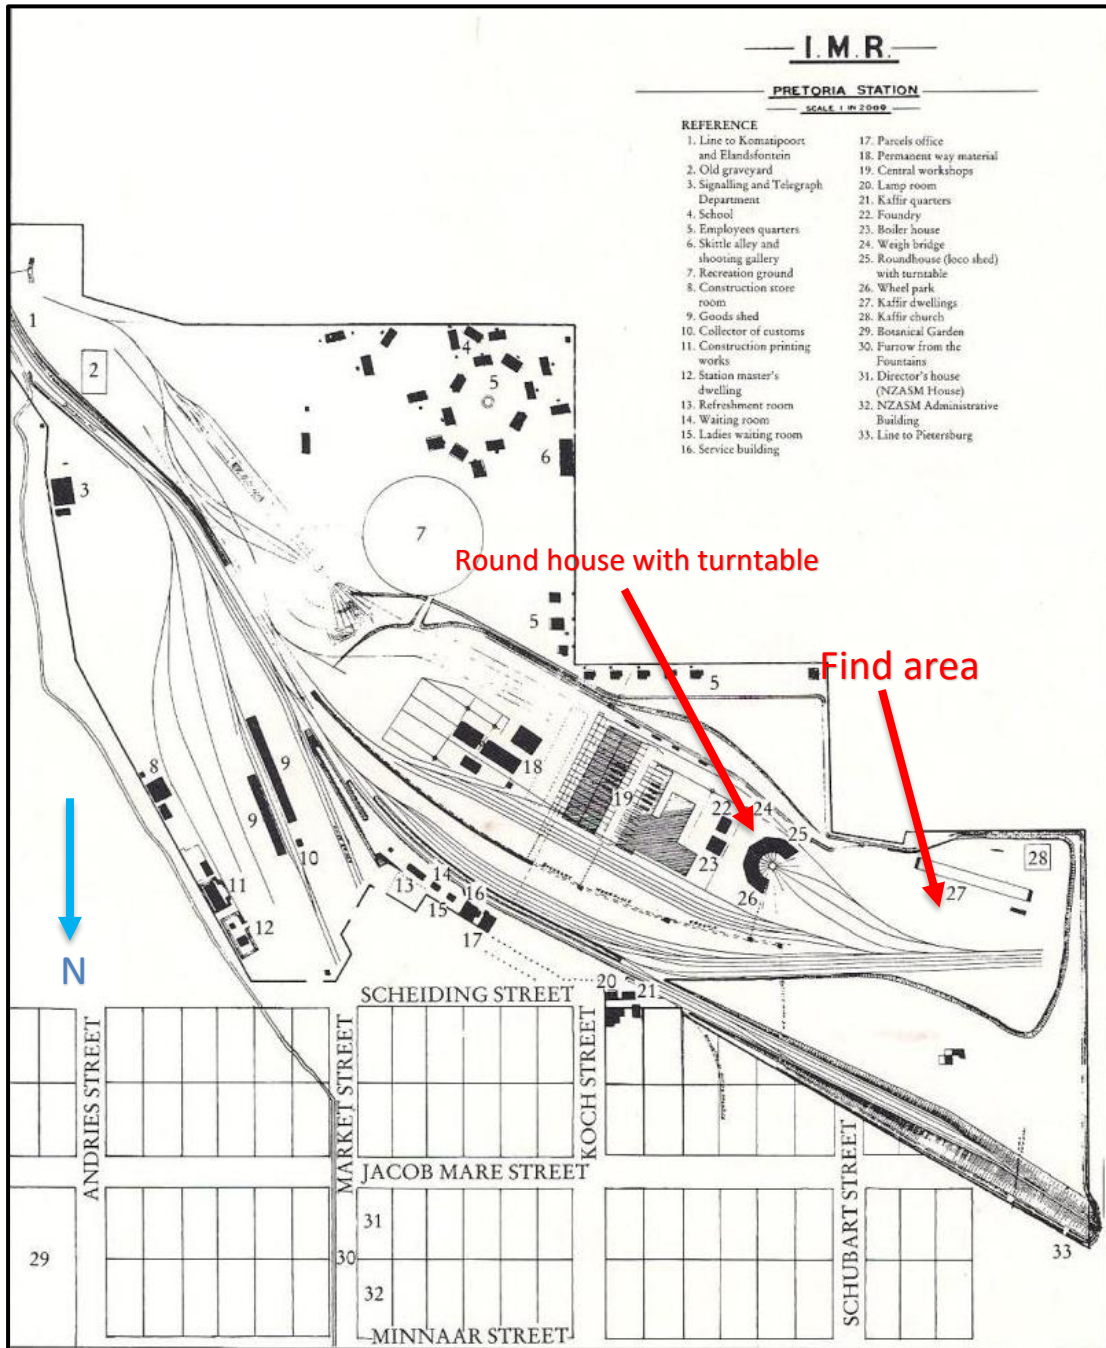 I.M.R.
PRETORIA STATION
SCALE 1 IN 2000
REFERENCE
1. Line to Komatipoort
and Elandsfontein
2. Old graveyard
3. Signalling and Telegraph
Department
4. School
5. Employees quarters
6. Skittle alley and
shooting gallery
7. Recreation ground
8. Construction store
room
9. Goods shed
10. Collector of customs
11. Construction printing
works
12. Station master's
dwelling
13. Refreshment room
14. Waiting room
15. Ladies waiting room
16. Service building
17. Parcels office
18. Permanent way material
19. Central workshops
20. Lamp room
21. Kaffir quarters
22. Foundry
23. Boiler house
24. Weigh bridge
25. Roundhouse (loco shed)
with turntable
26. Wheel park
27. Kaffir dwellings
28. Kaffir church
29. Botanical Garden
30. Furrow from the
Fountains
31. Director's house
(NZASM House)
32. NZASM Administrative
Building
33. Line to Pietersburg
1
2
3
4
5
6
7
Round house with turntable
5
5
Find area
8
9
9
10
11
12
13
14
15
16
17
18
19
22
23
24
25
26
27
28
N
20
21
SCHEIDING STREET
ANDRIES STREET
MARKET STREET
KOCH STREET
SCHUBART STREET
JACOB MARE STREET
29
30
31
32
33
MINNAAR STREET